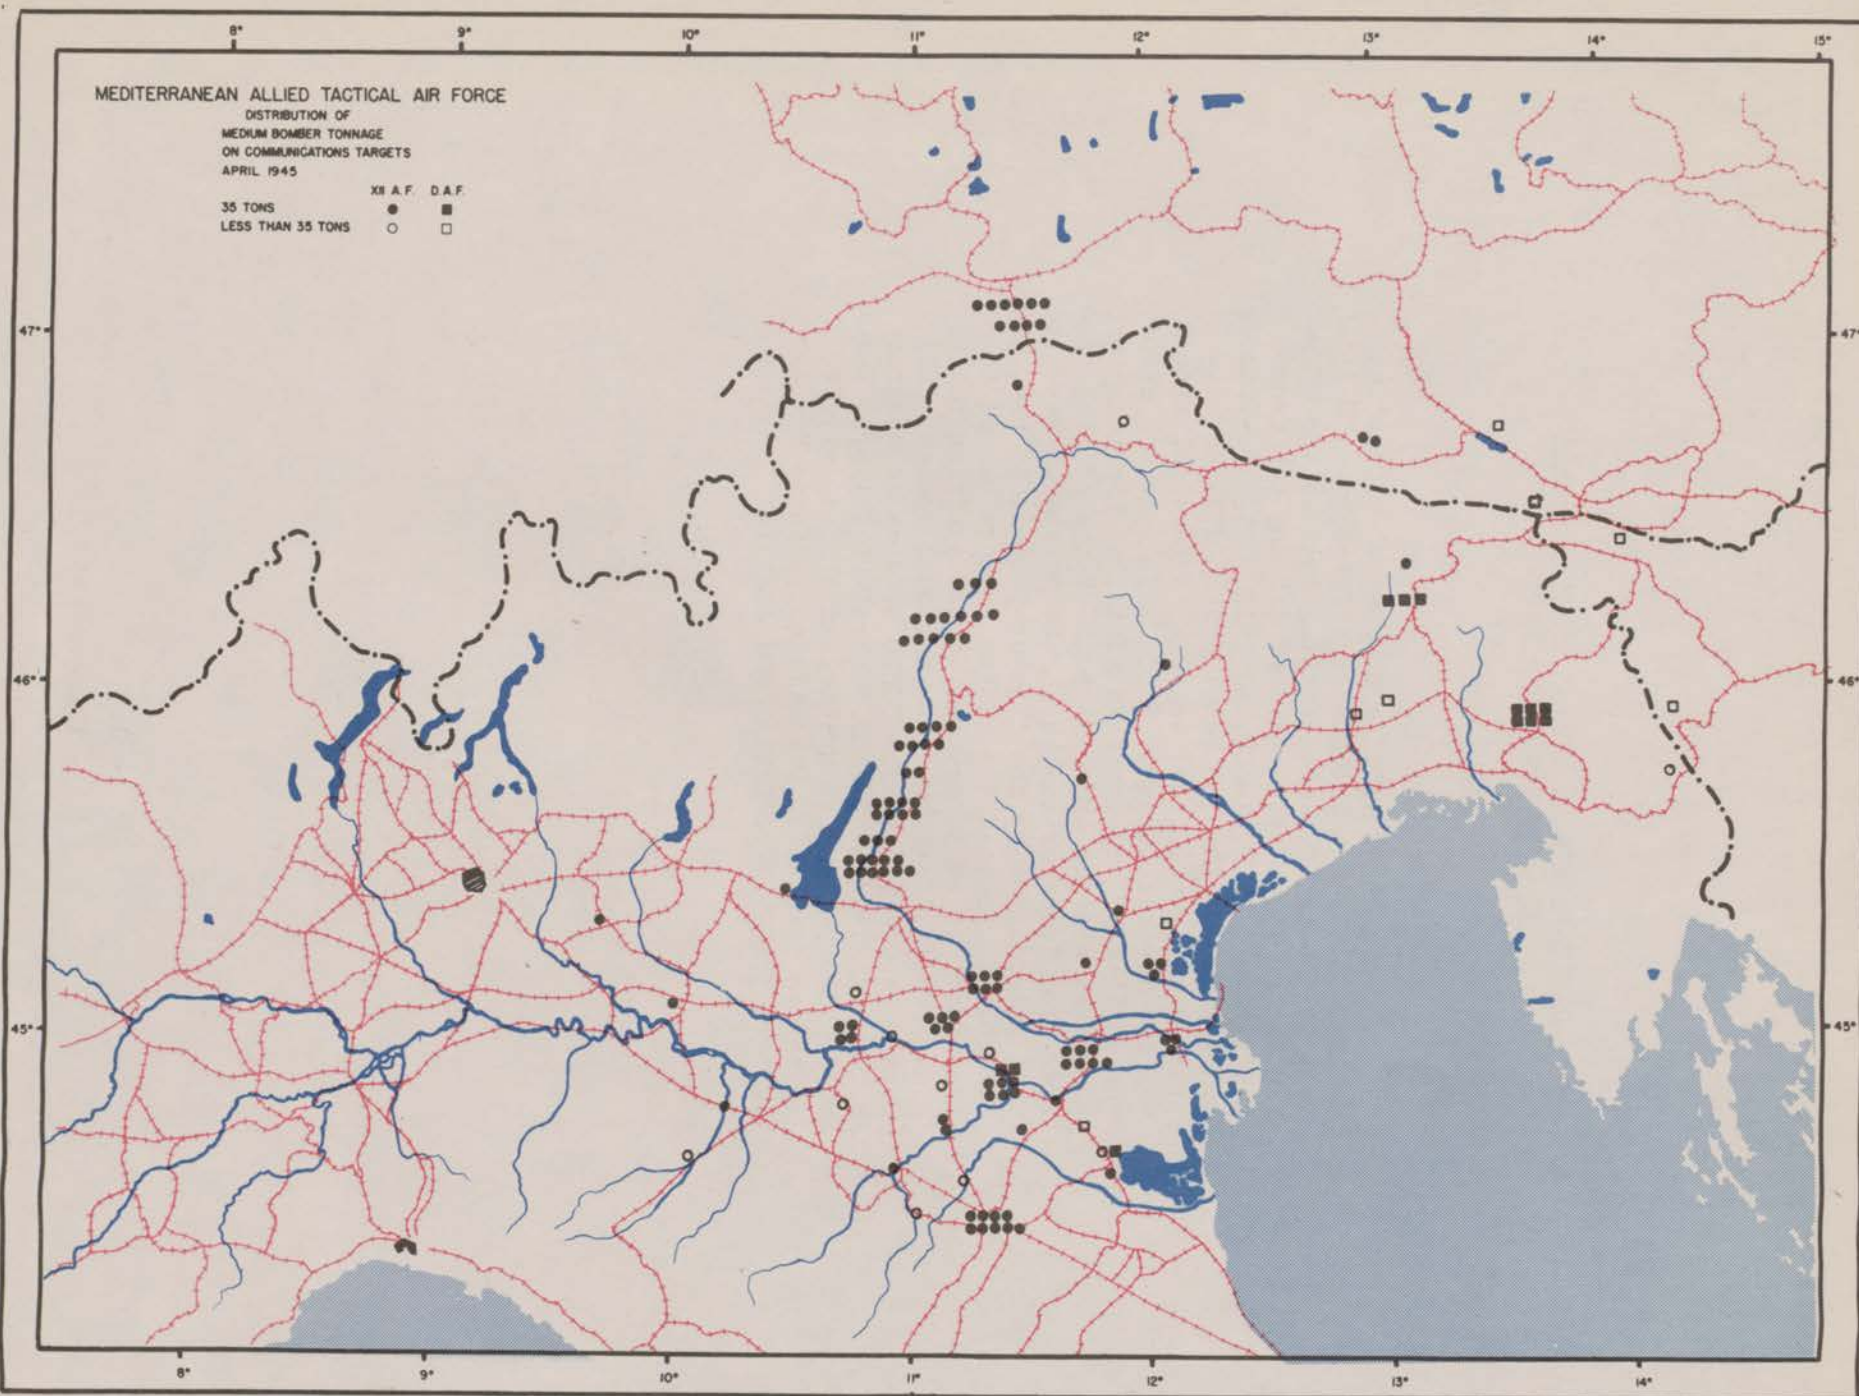 8° 9° 10° 11° 12° 13° 14° 15°
MEDITERRANEAN ALLIED TACTICAL AIR FORCE
DISTRIBUTION OF
MEDIUM BOMBER TONNAGE
ON COMMUNICATIONS TARGETS
APRIL 1945
XII A.F. D.A.F.
35 TONS
LESS THAN 35 TONS
47° 47°
46° 46°
45° 45°
8° 9° 10° 11° 12° 13° 14°